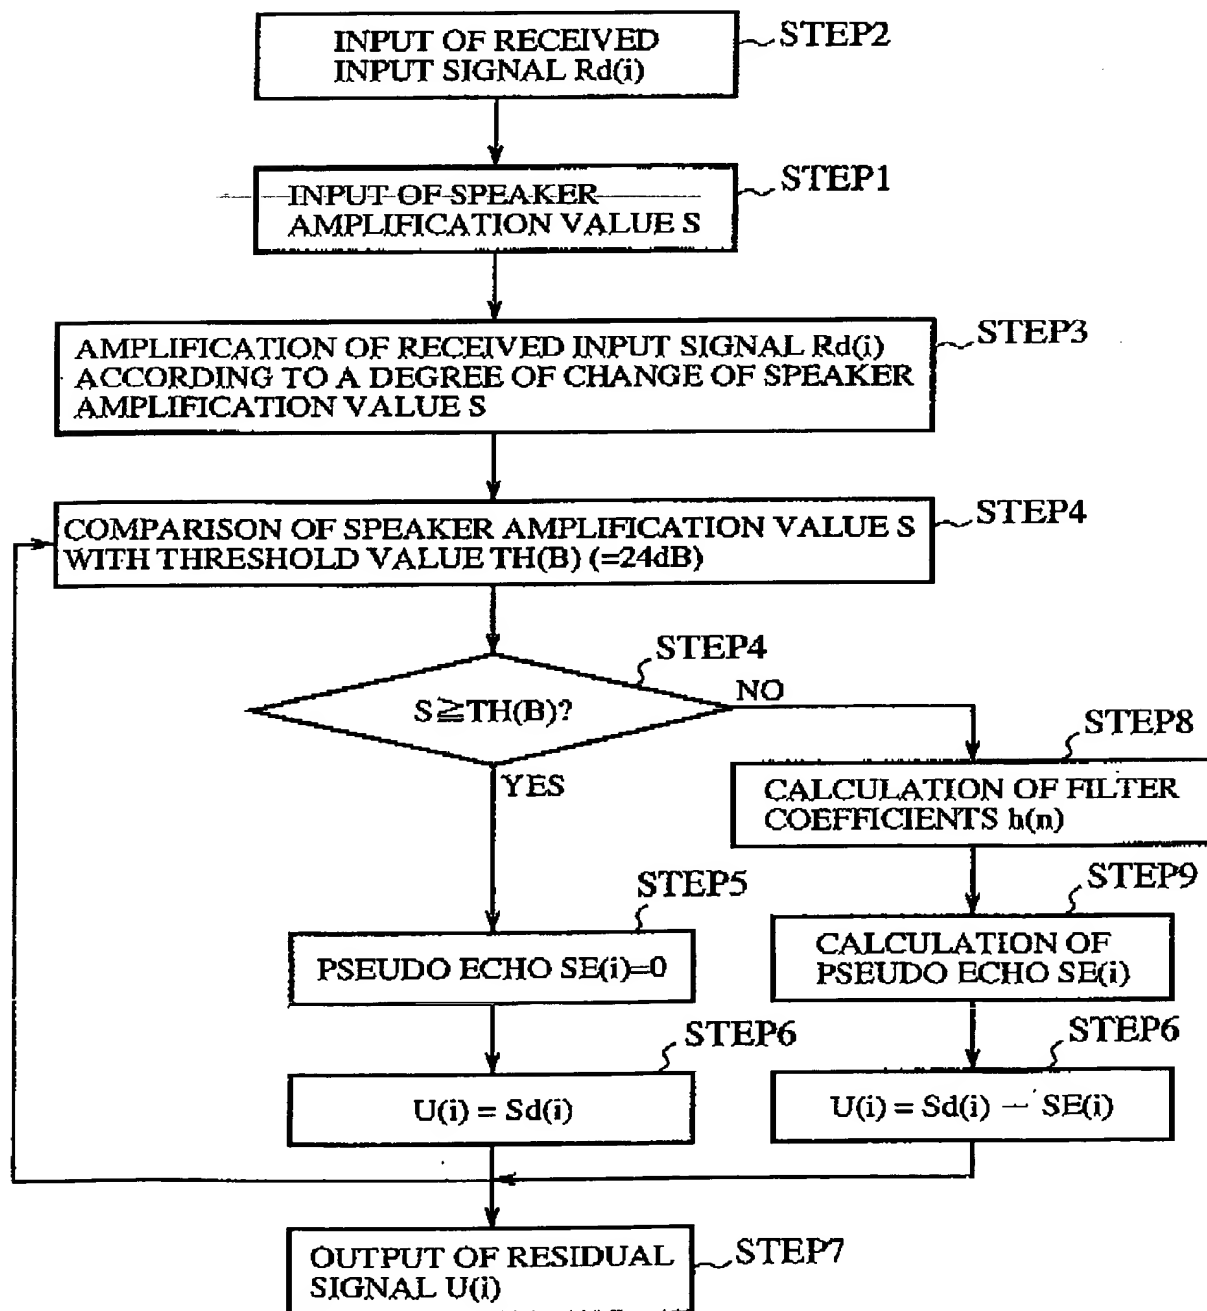 INPUT OF RECEIVED
INPUT SIGNAL Rd(i)
STEP2
INPUT OF SPEAKER
AMPLIFICATION VALUE S
STEP1
AMPLIFICATION OF RECEIVED INPUT SIGNAL Rd(i)
ACCORDING TO A DEGREE OF CHANGE OF SPEAKER
AMPLIFICATION VALUE S
STEP3
COMPARISON OF SPEAKER AMPLIFICATION VALUE S
WITH THRESHOLD VALUE TH(B) (=24dB)
STEP4
STEP4
S≧TH(B)?
NO
YES
STEP8
CALCULATION OF FILTER
COEFFICIENTS h(n)
STEP5
PSEUDO ECHO SE(i)=0
STEP9
CALCULATION OF
PSEUDO ECHO SE(i)
STEP6
U(i) = Sd(i)
STEP6
U(i) = Sd(i) — SE(i)
OUTPUT OF RESIDUAL
SIGNAL U(i)
STEP7